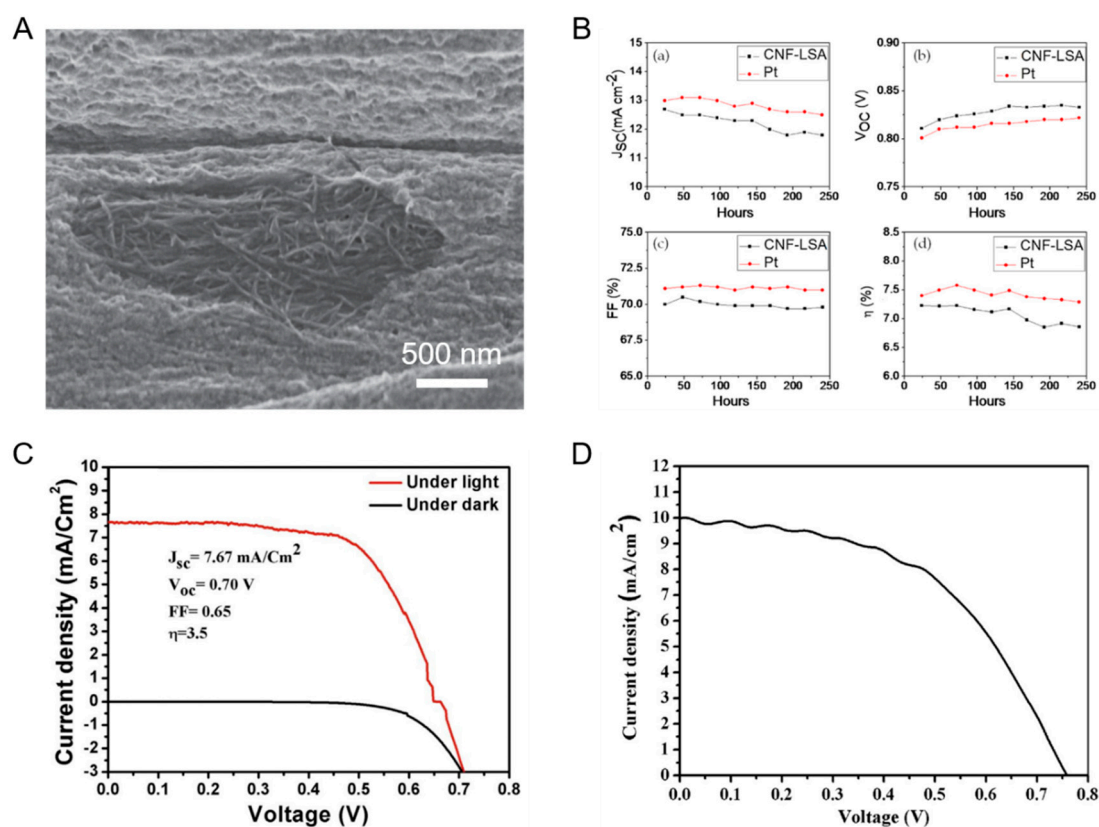 A
500 nm
B
(a)
CNF-LSA
Pt
15
14
13
12
11
10
J_SC (mA cm⁻²)
0 50 100 150 200 250
Hours
(b)
CNF-LSA
Pt
0.90
0.85
0.80
0.75
V_OC (V)
0 50 100 150 200 250
Hours
(c)
CNF-LSA
Pt
75.0
72.5
70.0
67.5
65.0
FF (%)
0 50 100 150 200 250
Hours
(d)
CNF-LSA
Pt
8.5
8.0
7.5
7.0
6.5
6.0
η (%)
0 50 100 150 200 250
Hours
C
Current density (mA/Cm²)
10
9
8
7
6
5
4
3
2
1
0
-1
-2
-3
Under light
Under dark
J_sc= 7.67 mA/Cm²
V_oc= 0.70 V
FF= 0.65
η=3.5
0.0 0.1 0.2 0.3 0.4 0.5 0.6 0.7 0.8
Voltage (V)
D
Current density (mA/cm²)
12
11
10
9
8
7
6
5
4
3
2
1
0
0.0 0.1 0.2 0.3 0.4 0.5 0.6 0.7 0.8
Voltage (V)